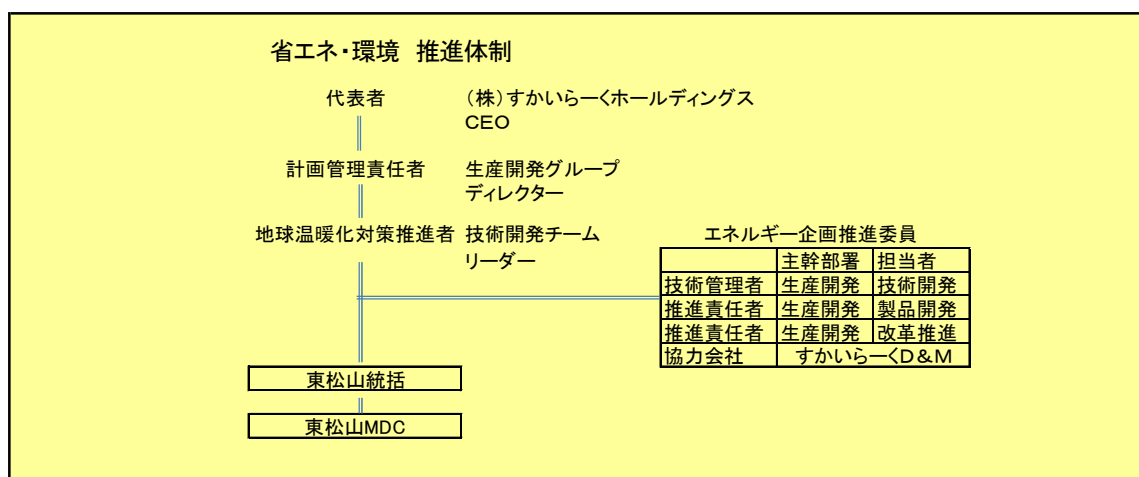 省エネ・環境 推進体制
代表者 （株）すかいらーくホールディングス
CEO
計画管理責任者 生産開発グループ
ディレクター
地球温暖化対策推進者 技術開発チーム
リーダー
エネルギー企画推進委員
主幹部署 担当者
技術管理者 生産開発 技術開発
推進責任者 生産開発 製品開発
推進責任者 生産開発 改革推進
協力会社 すかいらーくD＆M
東松山統括
東松山MDC